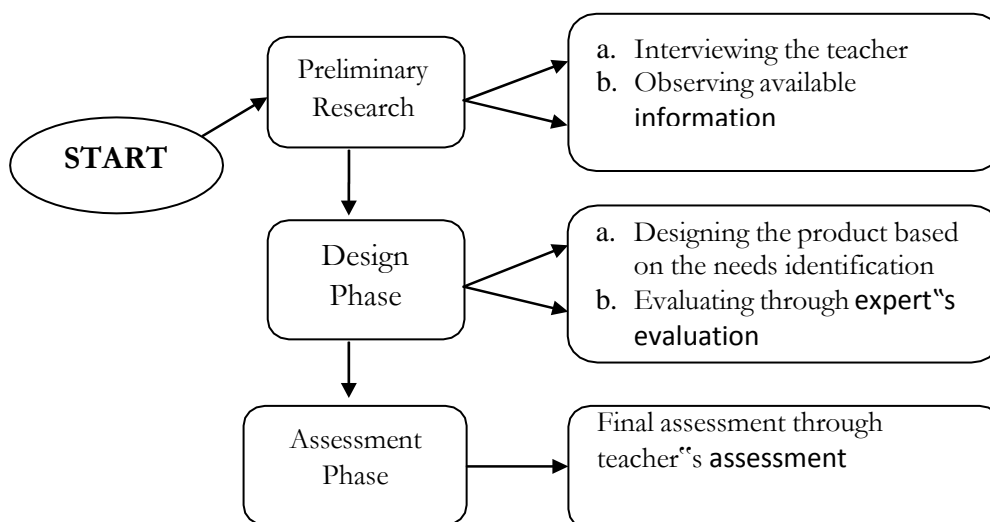 START
Preliminary
Research
a. Interviewing the teacher
b. Observing available
information
Design
Phase
a. Designing the product based
on the needs identification
b. Evaluating through expert‟s
evaluation
Assessment
Phase
Final assessment through
teacher‟s assessment